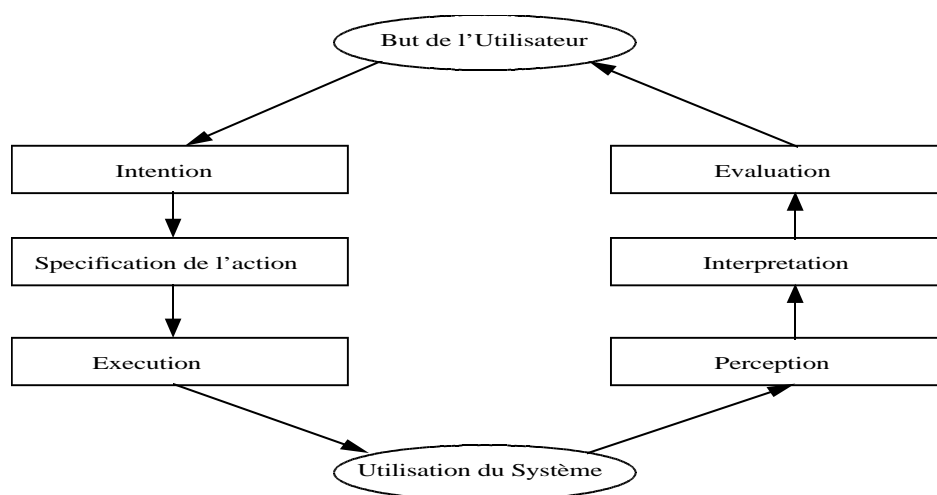 But de l'Utilisateur
Intention
Evaluation
Specification de l'action
Interpretation
Execution
Perception
Utilisation du Système